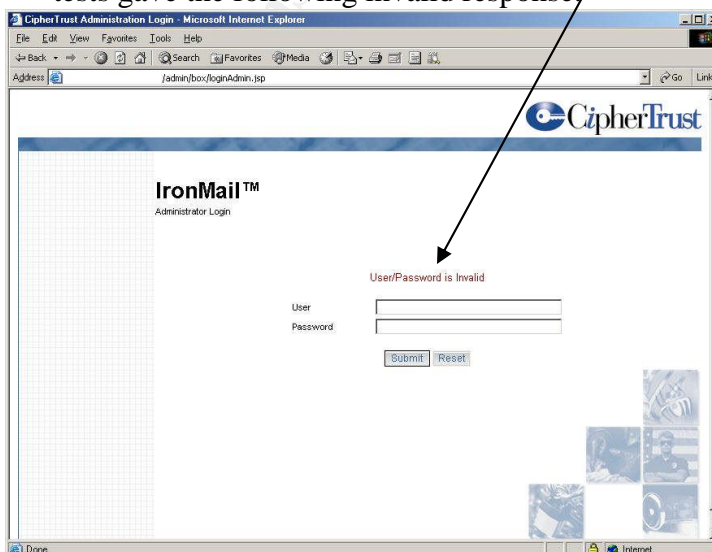 tests gave the following invalid response.
CipherTrust Administration Login - Microsoft Internet Explorer
File Edit View Favorites Tools Help
Back Search Favorites Media
Address /admin/box/loginAdmin.jsp Go Link
CipherTrust
IronMail™
Administrator Login
User/Password is Invalid
User
Password
Submit Reset
Done Internet